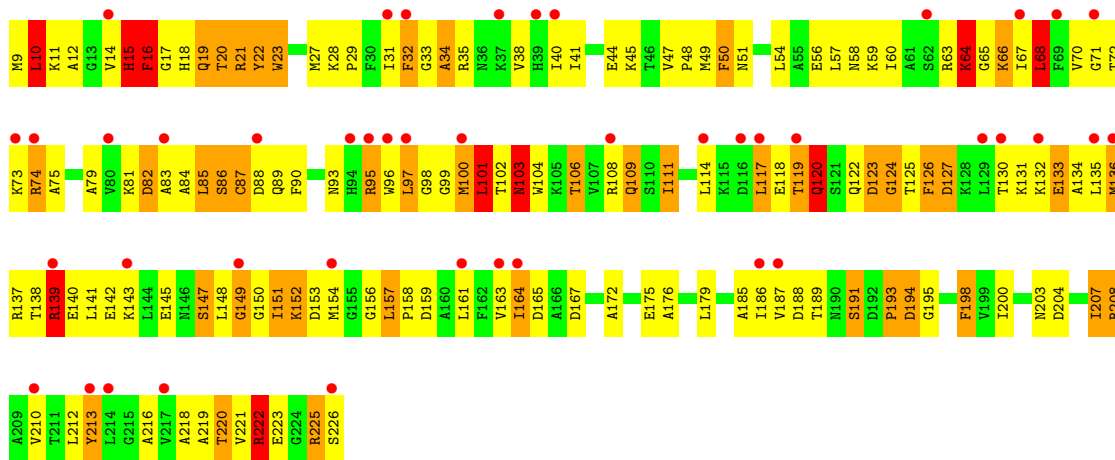 M9 L10 K11 A12 G13 V14 H15 F16 G17 H18 Q19 T20 R21 Y22 W23 M27 K28 P29 F30 I31 F32 G33 A34 R35 N36 K37 V38 H39 I40 I41 E44 K45 T46 V47 P48 M49 F50 N51 L54 A55 E56 L57 N58 K59 I60 A61 S62 R63 K64 G65 K66 I67 L68 F69 V70 G71 T72
K73 R74 A75 A79 V80 K81 D82 A83 A84 L85 S86 C87 D88 Q89 F90 N93 H94 R95 W96 L97 G98 G99 M100 L101 T102 N103 W104 K105 T106 V107 R108 Q109 S110 I111 L114 K115 D116 L117 E118 T119 Q120 S121 Q122 D123 G124 T125 F126 D127 K128 L129 T130 K131 K132 E133 A134 L135 M136
R137 T138 R139 E140 L141 E142 K143 L144 E145 N146 S147 L148 G149 G150 I151 K152 D153 M154 G155 G156 L157 P158 D159 A160 L161 F162 V163 I164 D165 A166 D167 A172 E175 A176 L179 A185 I186 V187 D188 T189 N190 S191 D192 P193 D194 G195 F198 V199 I200 N203 D204 I207 R208
A209 V210 T211 L212 Y213 L214 G215 A216 V217 A218 A219 T220 V221 R222 E223 G224 R225 S226